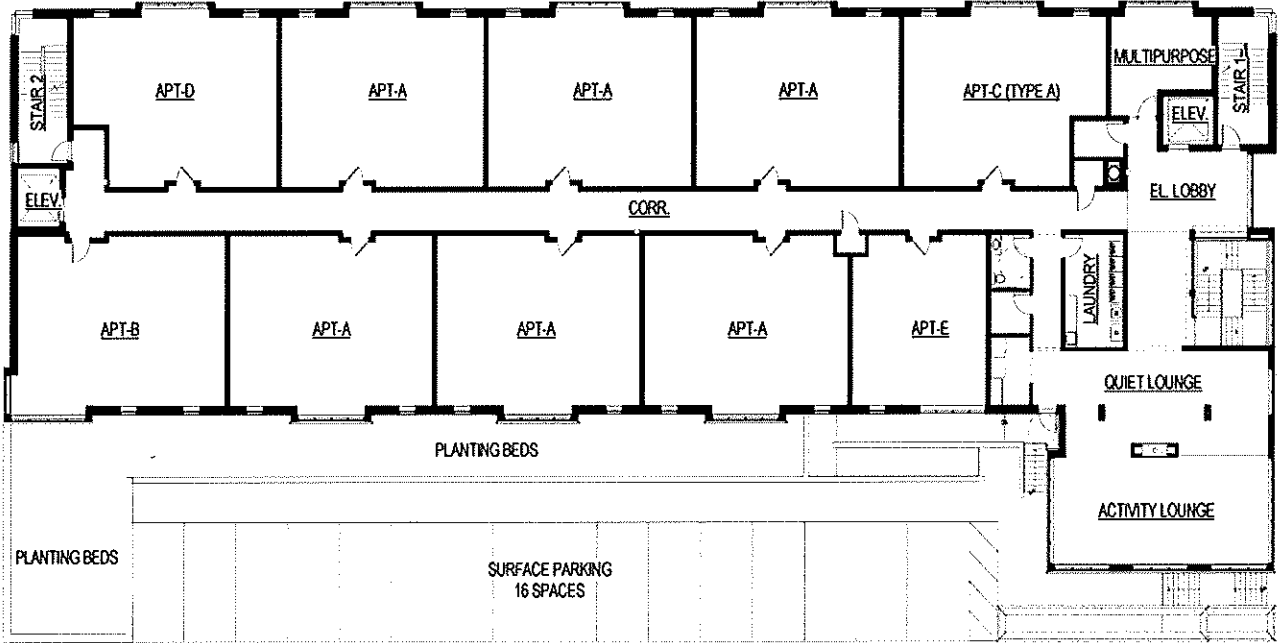 STAIR 2
APT-D
APT-A
APT-A
APT-A
APT-C (TYPE A)
MULTIPURPOSE
STAIR 1
ELEV.
ELEV.
CORR.
EL. LOBBY
APT-B
APT-A
APT-A
APT-A
APT-E
LAUNDRY
QUIET LOUNGE
PLANTING BEDS
ACTIVITY LOUNGE
PLANTING BEDS
SURFACE PARKING
16 SPACES